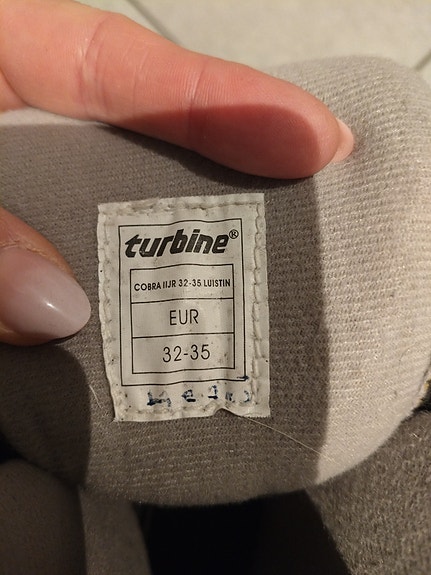 turbine®
COBRA IIJR 32-35 LUISTIN
EUR
32-35